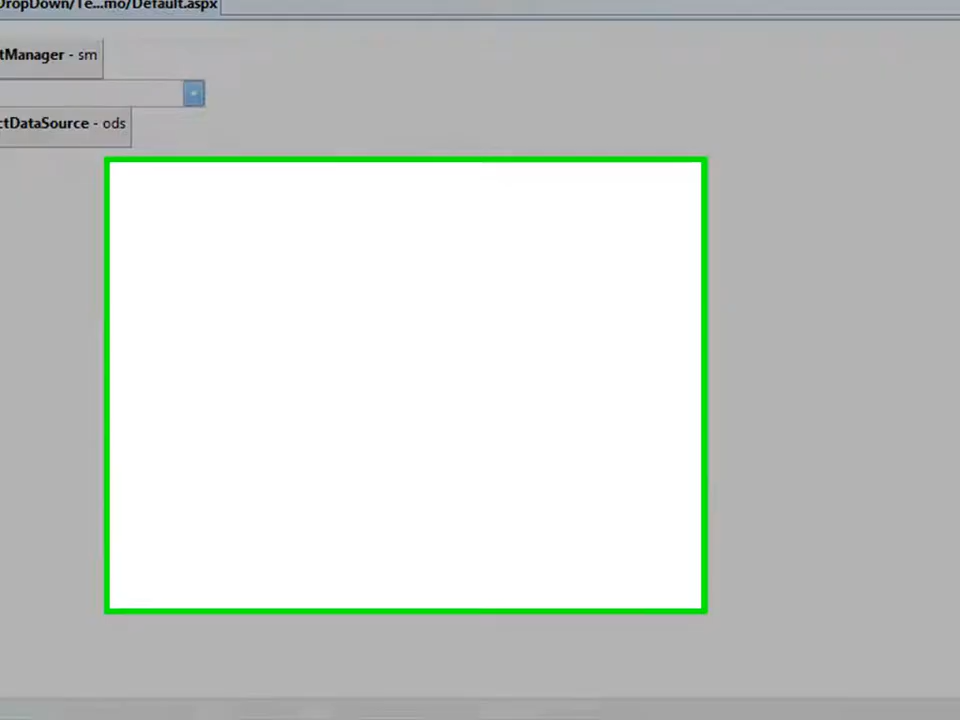 DropDown/Te...mo/Default.aspx
tManager - sm
ctDataSource - ods